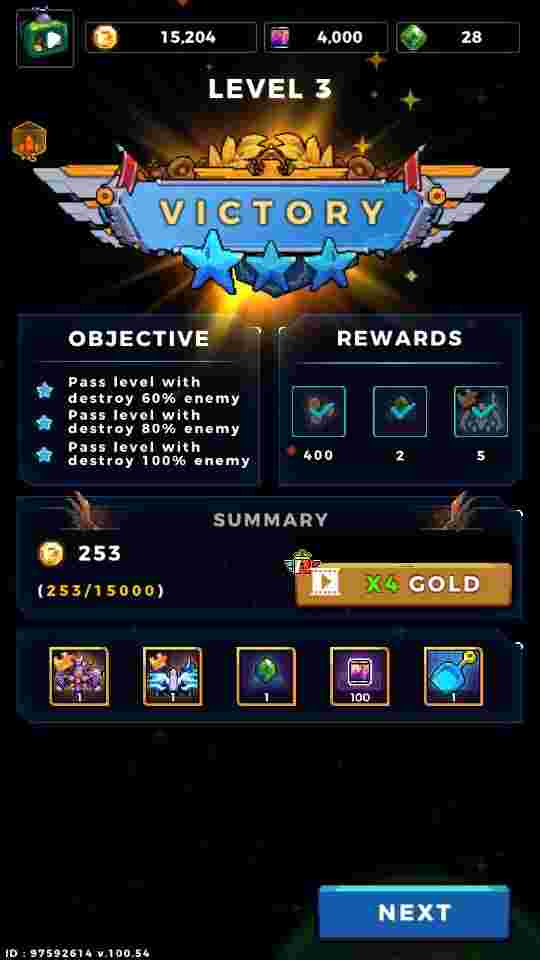 15,204 4,000 28
LEVEL 3
VICTORY
OBJECTIVE
Pass level with
destroy 60% enemy
Pass level with
destroy 80% enemy
Pass level with
destroy 100% enemy
REWARDS
400 2 5
SUMMARY
253
(253/15000)
X4 GOLD
1 1 1 100 1
NEXT
ID : 97592614 v.100.54